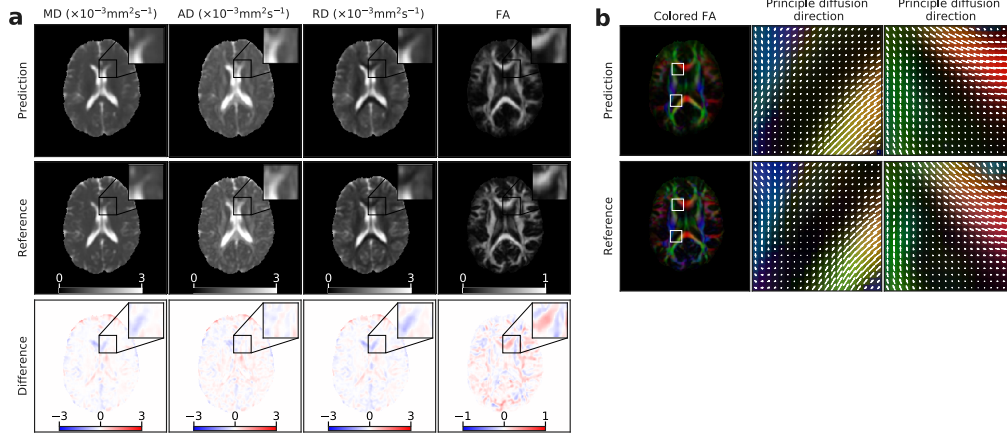 a
MD (×10−3mm2s−1) AD (×10−3mm2s−1) RD (×10−3mm2s−1) FA
Prediction
Reference
0 3 0 3 0 3 0 1
Difference
−3 0 3 −3 0 3 −3 0 3 −1 0 1
b
Colored FA
Principle diffusion
direction
Principle diffusion
direction
Prediction
Reference